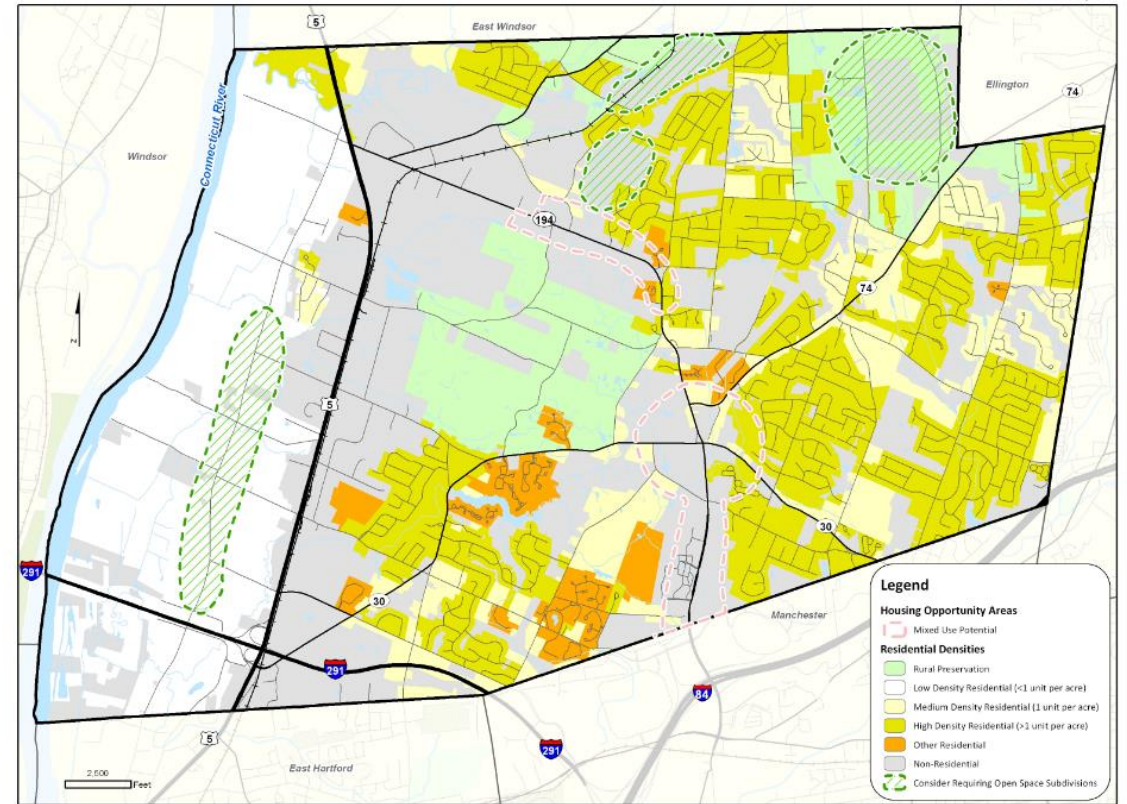 5
East Windsor
Ellington
74
Connecticut River
Windsor
194
74
N
5
30
291
30
Manchester
291
84
5
291
East Hartford
2,500
Feet
Legend
Housing Opportunity Areas
Mixed Use Potential
Residential Densities
Rural Preservation
Low Density Residential (<1 unit per acre)
Medium Density Residential (1 unit per acre)
High Density Residential (>1 unit per acre)
Other Residential
Non-Residential
Consider Requiring Open Space Subdivisions